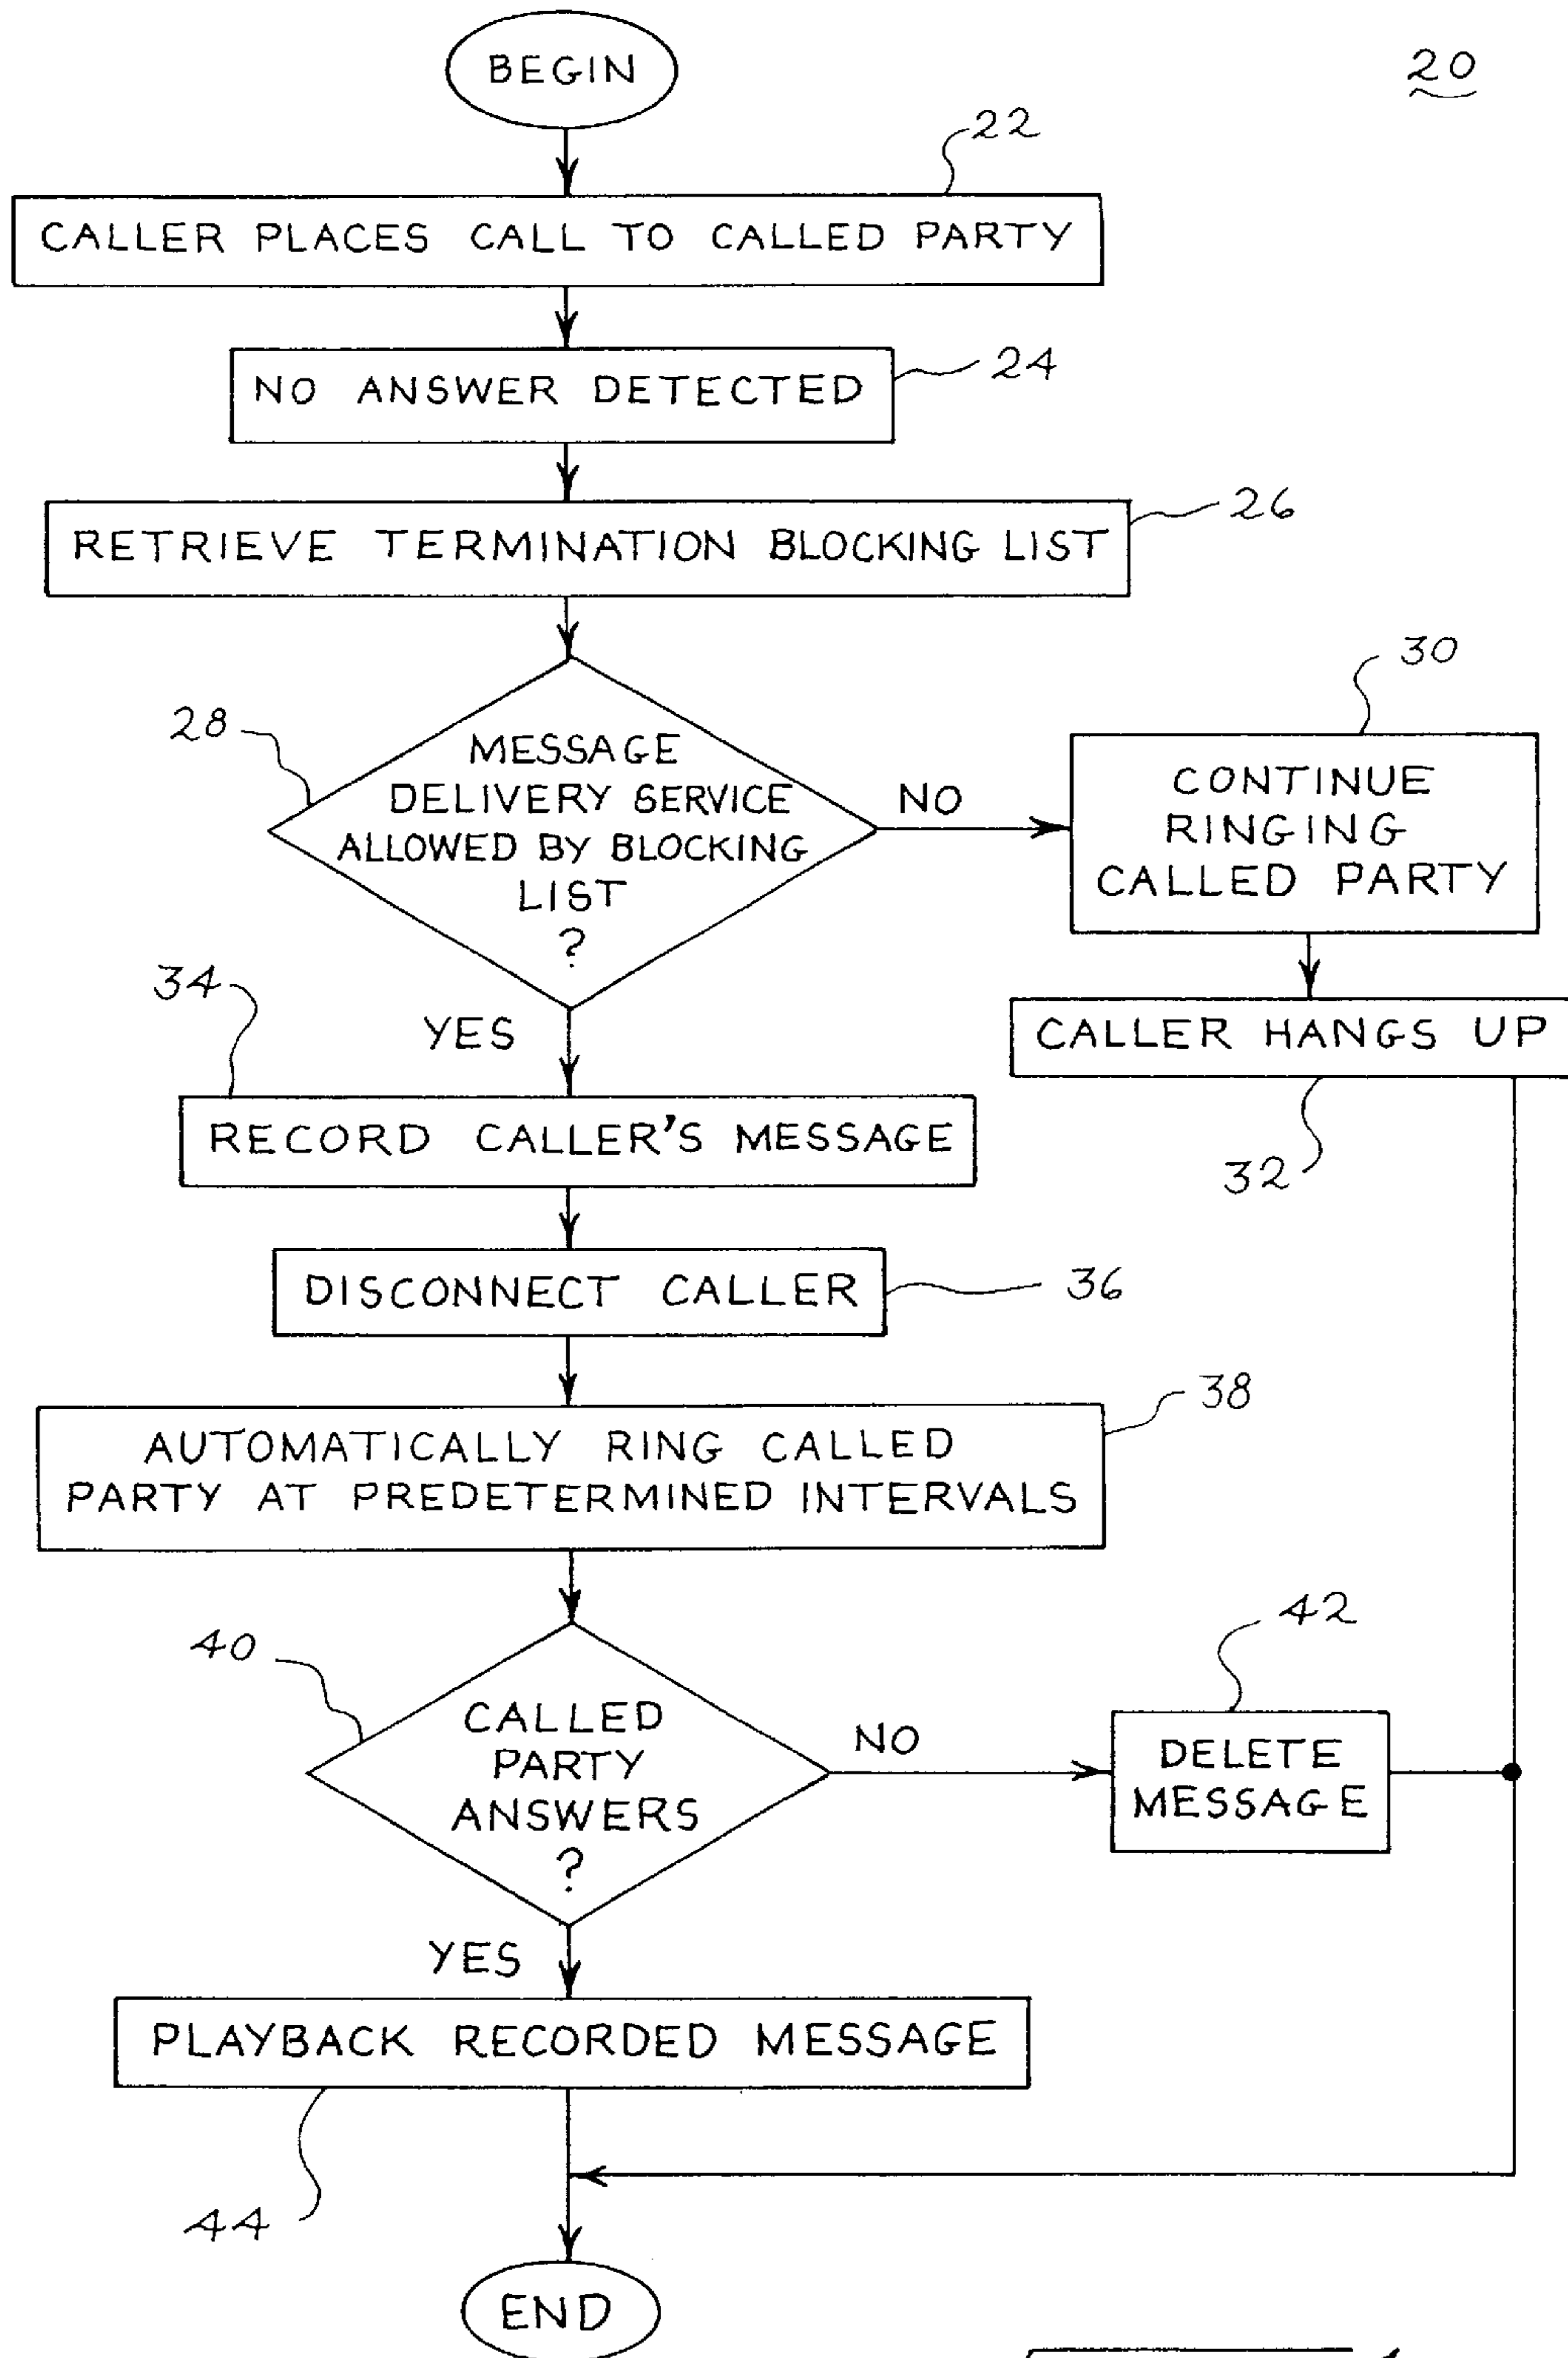 BEGIN
20
22
CALLER PLACES CALL TO CALLED PARTY
24
NO ANSWER DETECTED
26
RETRIEVE TERMINATION BLOCKING LIST
28
MESSAGE
DELIVERY SERVICE
ALLOWED BY BLOCKING
LIST
?
NO
30
CONTINUE
RINGING
CALLED PARTY
YES
CALLER HANGS UP
32
34
RECORD CALLER'S MESSAGE
DISCONNECT CALLER
36
38
AUTOMATICALLY RING CALLED
PARTY AT PREDETERMINED INTERVALS
40
CALLED
PARTY
ANSWERS
?
NO
42
DELETE
MESSAGE
YES
PLAYBACK RECORDED MESSAGE
44
END